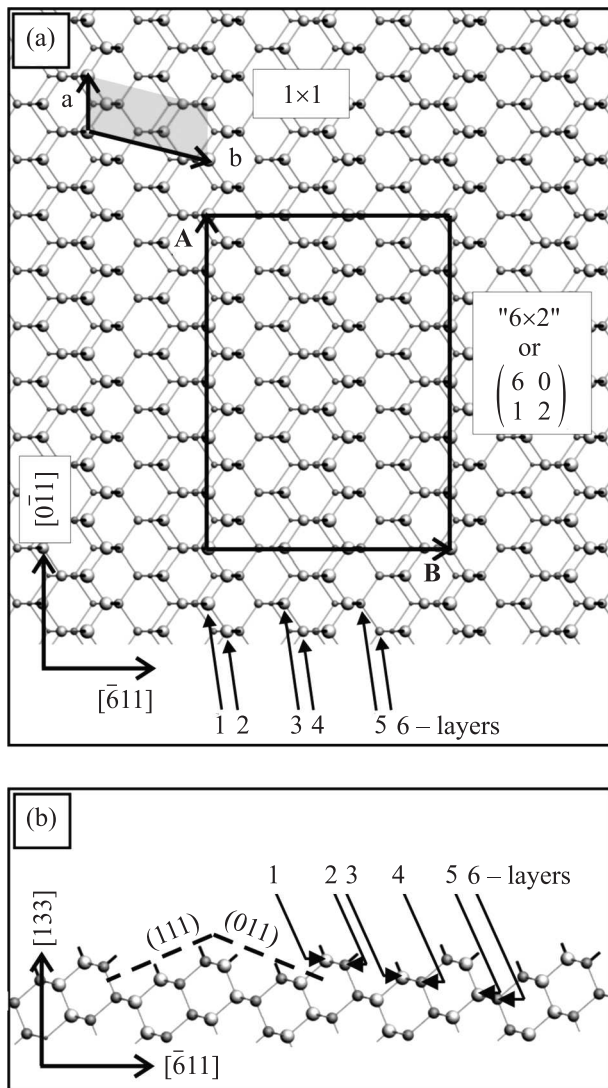 (a)
a
1×1
b
A
"6×2"
or
(6 0
1 2)
[01̄1]
B
[6̄11]
1 2 3 4 5 6 – layers
(b)
1 2 3 4 5 6 – layers
[133]
(111)
(011)
[6̄11]